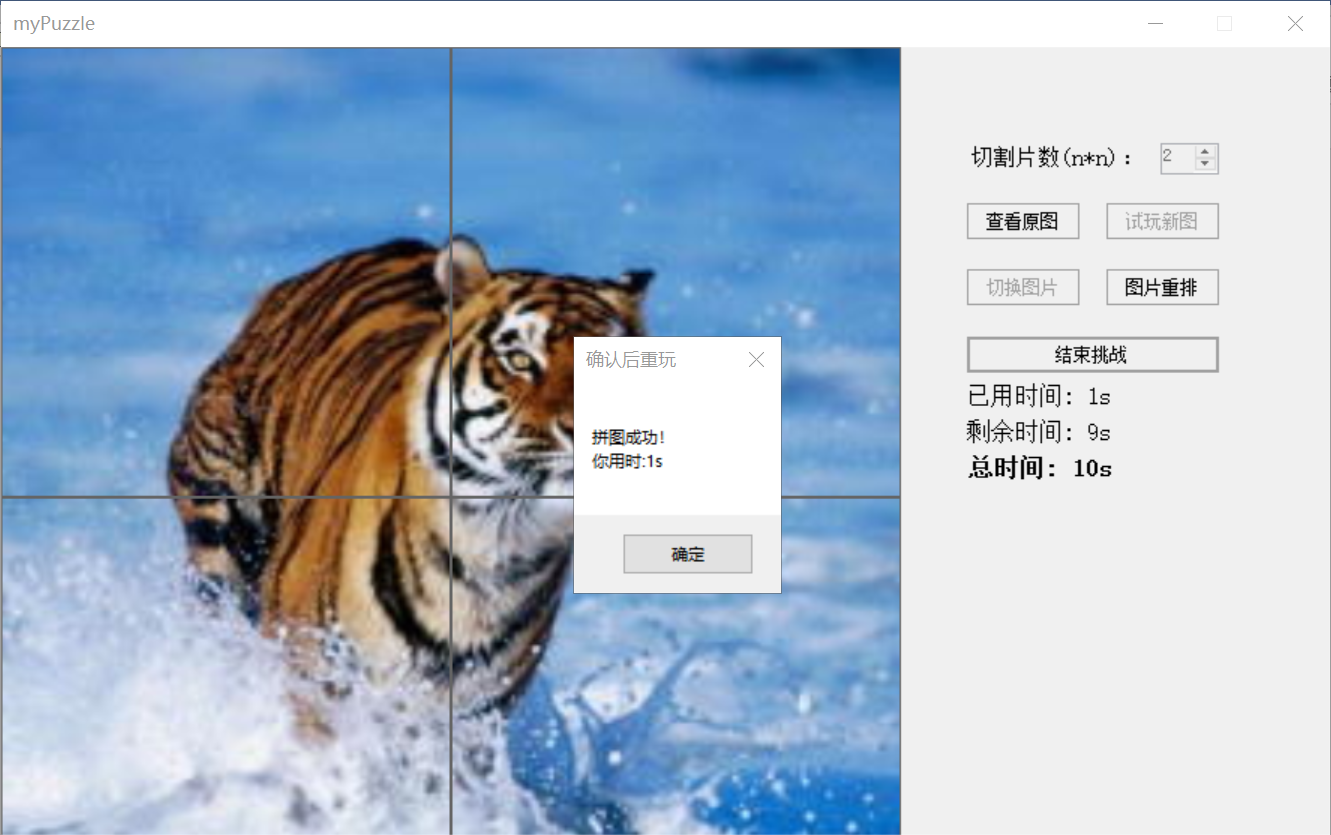 myPuzzle
切割片数(n*n)：
2
查看原图
试玩新图
切换图片
图片重排
结束挑战
已用时间: 1s
剩余时间: 9s
总时间: 10s
确认后重玩
拼图成功!
你用时:1s
确定